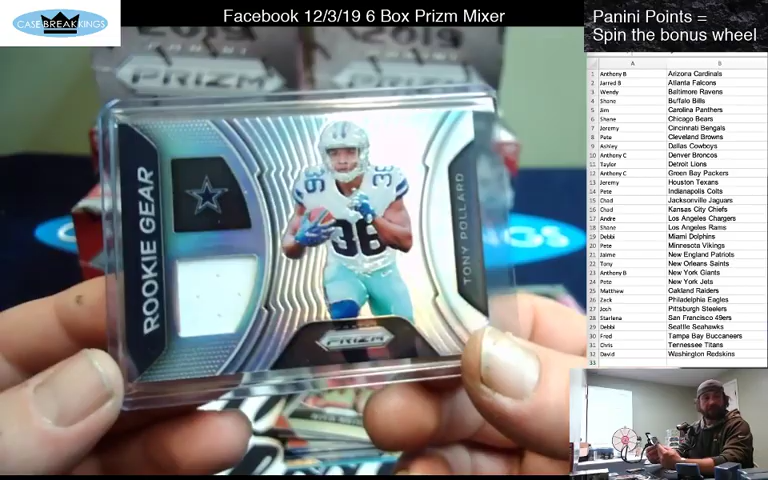 CASE BREAK KINGS
Facebook 12/3/19 6 Box Prizm Mixer
Panini Points =
Spin the bonus wheel
2019
PANINI
PRIZM
2019
PRIZM
ROOKIE GEAR
36
38
36
TONY POLLARD
PRIZM
A B
1 Anthony B Arizona Cardinals
2 Jarred B Atlanta Falcons
3 Wendy Baltimore Ravens
4 Shane Buffalo Bills
5 Jim Carolina Panthers
6 Shane Chicago Bears
7 Jeremy Cincinnati Bengals
8 Pete Cleveland Browns
9 Ashley Dallas Cowboys
10 Anthony C Denver Broncos
11 Taylor Detroit Lions
12 Anthony C Green Bay Packers
13 Jeremy Houston Texans
14 Pete Indianapolis Colts
15 Chad Jacksonville Jaguars
16 Chad Kansas City Chiefs
17 Andre Los Angeles Chargers
18 Shane Los Angeles Rams
19 Debbi Miami Dolphins
20 Pete Minnesota Vikings
21 Jaime New England Patriots
22 Tony New Orleans Saints
23 Anthony B New York Giants
24 Pete New York Jets
25 Matthew Oakland Raiders
26 Zack Philadelphia Eagles
27 Josh Pittsburgh Steelers
28 Starlena San Francisco 49ers
29 Debbi Seattle Seahawks
30 Fred Tampa Bay Buccaneers
31 Chris Tennessee Titans
32 David Washington Redskins
33